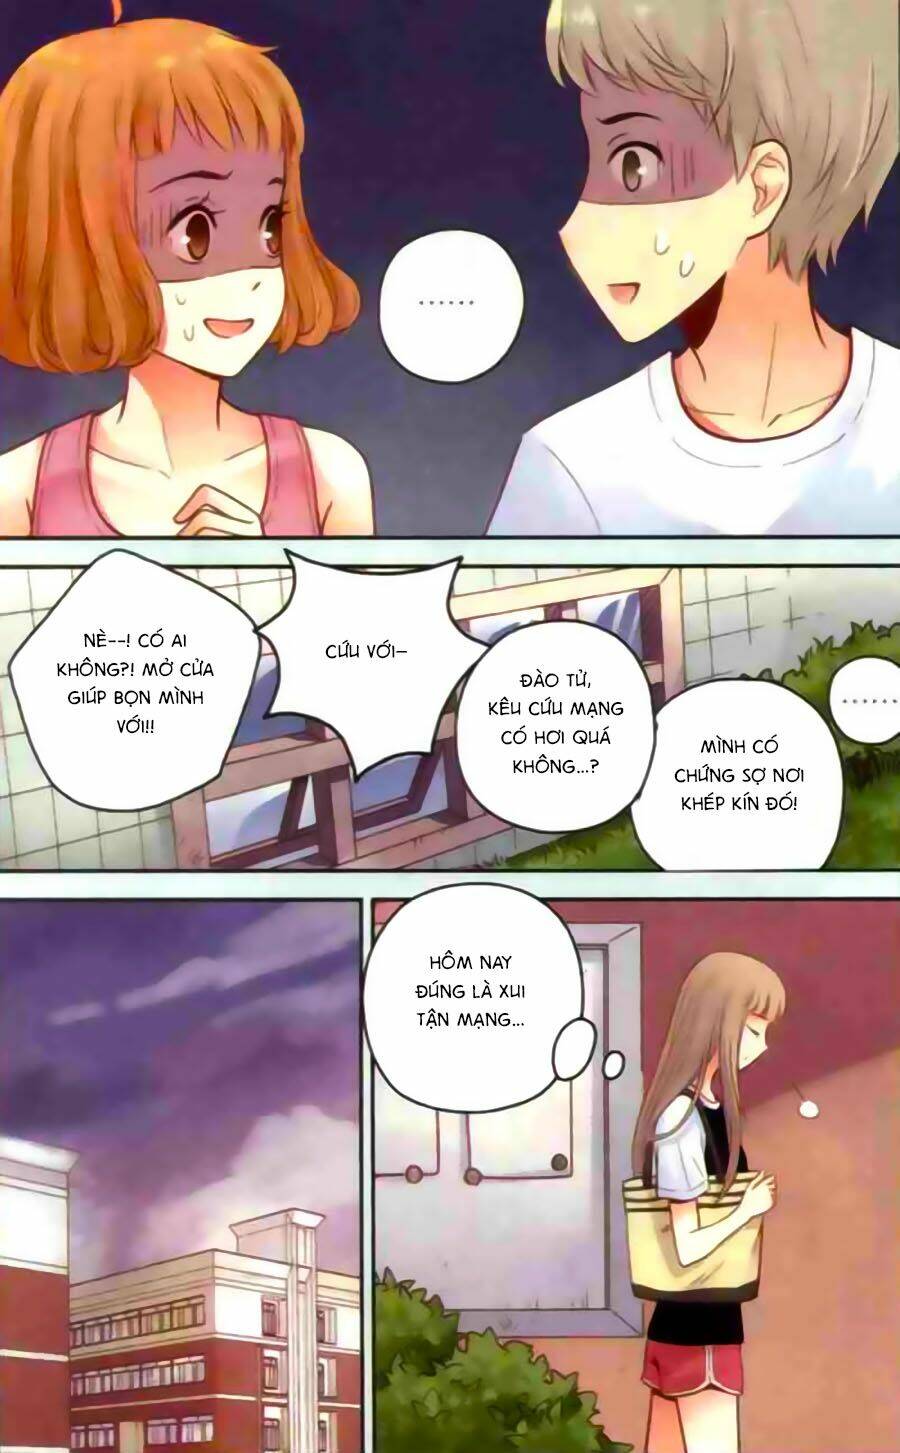 ......
NÈ--! CÓ AI
KHÔNG?! MỞ CỬA
GIÚP BỌN MÌNH
VỚI!!
CỨU VỚI-
ĐÀO TỬ,
KÊU CỨU MẠNG
CÓ HƠI QUÁ
KHÔNG...?
MÌNH CÓ
CHỨNG SỢ NƠI
KHÉP KÍN ĐÓ!
.......
HÔM NAY
ĐÚNG LÀ XUI
TẬN MẠNG...